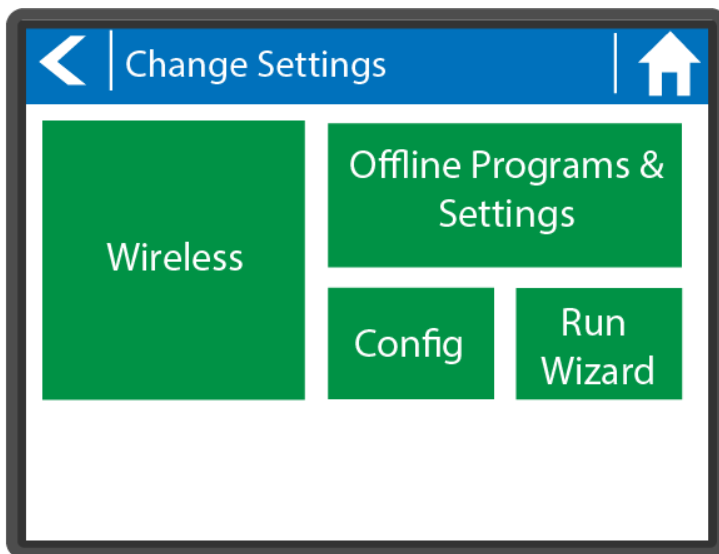 Change Settings
Wireless
Offline Programs &
Settings
Config
Run
Wizard